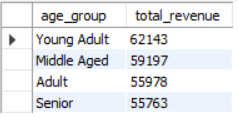 age_group total_revenue
Young Adult 62143
Middle Aged 59197
Adult 55978
Senior 55763